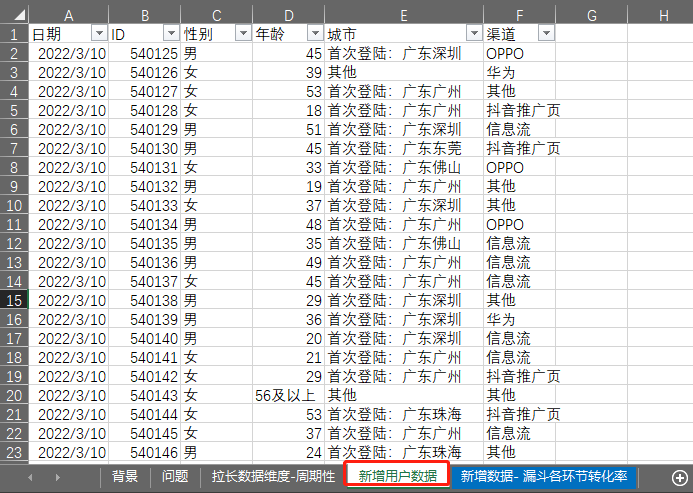 A B C D E F G H
1 日期 ID 性别 年龄 城市 渠道
2 2022/3/10 540125 男 45 首次登陆：广东深圳 OPPO
3 2022/3/10 540126 女 39 其他 华为
4 2022/3/10 540127 女 53 首次登陆：广东广州 其他
5 2022/3/10 540128 女 18 首次登陆：广东广州 抖音推广页
6 2022/3/10 540129 男 51 首次登陆：广东深圳 信息流
7 2022/3/10 540130 男 45 首次登陆：广东东莞 抖音推广页
8 2022/3/10 540131 女 33 首次登陆：广东佛山 OPPO
9 2022/3/10 540132 男 19 首次登陆：广东广州 其他
10 2022/3/10 540133 女 37 首次登陆：广东深圳 其他
11 2022/3/10 540134 男 48 首次登陆：广东广州 OPPO
12 2022/3/10 540135 男 35 首次登陆：广东佛山 信息流
13 2022/3/10 540136 男 49 首次登陆：广东广州 信息流
14 2022/3/10 540137 女 45 首次登陆：广东广州 信息流
15 2022/3/10 540138 男 29 首次登陆：广东深圳 其他
16 2022/3/10 540139 男 36 首次登陆：广东深圳 华为
17 2022/3/10 540140 男 20 首次登陆：广东深圳 信息流
18 2022/3/10 540141 女 21 首次登陆：广东广州 信息流
19 2022/3/10 540142 女 29 首次登陆：广东广州 抖音推广页
20 2022/3/10 540143 女 56及以上 其他 其他
21 2022/3/10 540144 女 53 首次登陆：广东珠海 抖音推广页
22 2022/3/10 540145 女 37 首次登陆：广东广州 信息流
23 2022/3/10 540146 男 24 首次登陆：广东珠海 其他
背景 问题 拉长数据维度-周期性 新增用户数据 新增数据- 漏斗各环节转化率